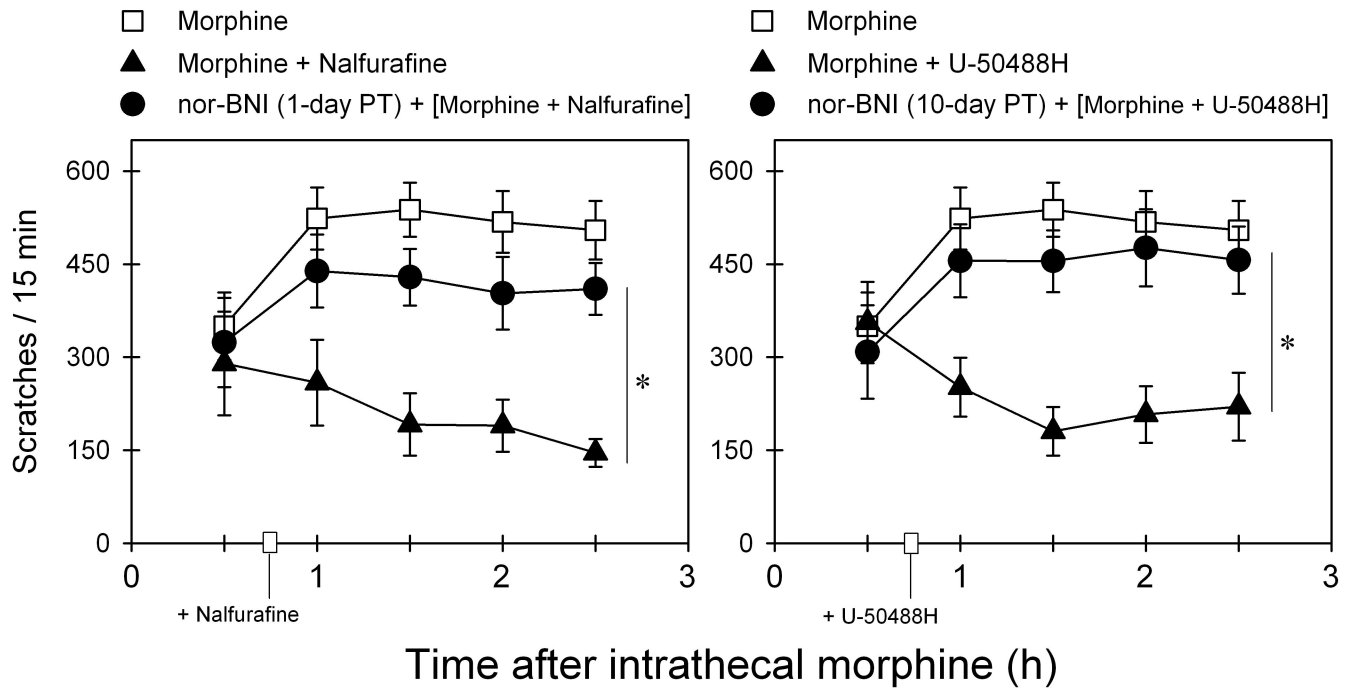 Morphine
Morphine + Nalfurafine
nor-BNI (1-day PT) + [Morphine + Nalfurafine]
Morphine
Morphine + U-50488H
nor-BNI (10-day PT) + [Morphine + U-50488H]
Scratches / 15 min
600
450
300
150
0
0
1
2
3
*
+ Nalfurafine
600
450
300
150
0
0
1
2
3
*
+ U-50488H
Time after intrathecal morphine (h)